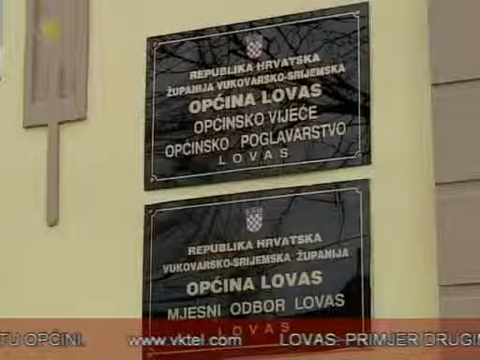 REPUBLIKA HRVATSKA
ŽUPANIJA VUKOVARSKO-SRIJEMSKA
OPĆINA LOVAS
OPĆINSKO VIJEĆE
OPĆINSKO POGLAVARSTVO
LOVAS
REPUBLIKA HRVATSKA
VUKOVARSKO-SRIJEMSKA ŽUPANIJA
OPĆINA LOVAS
MJESNI ODBOR LOVAS
LOVAS
OPĆINI. www.vktel.com LOVAS: PRIMJER